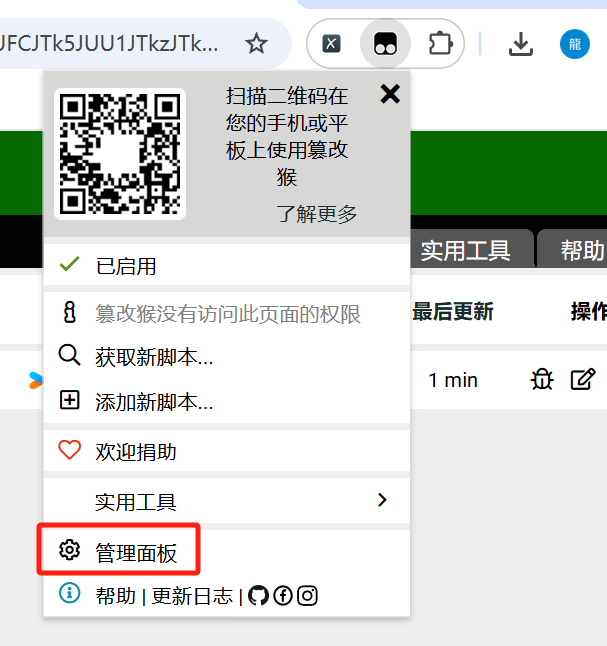 JFCJTk5JUU1JTkzJTk...
龍
扫描二维码在
您的手机或平
板上使用篡改
猴
了解更多
已启用
实用工具
帮助
篡改猴没有访问此页面的权限
最后更新
操作
获取新脚本...
1 min
添加新脚本...
欢迎捐助
实用工具
管理面板
帮助 | 更新日志 |